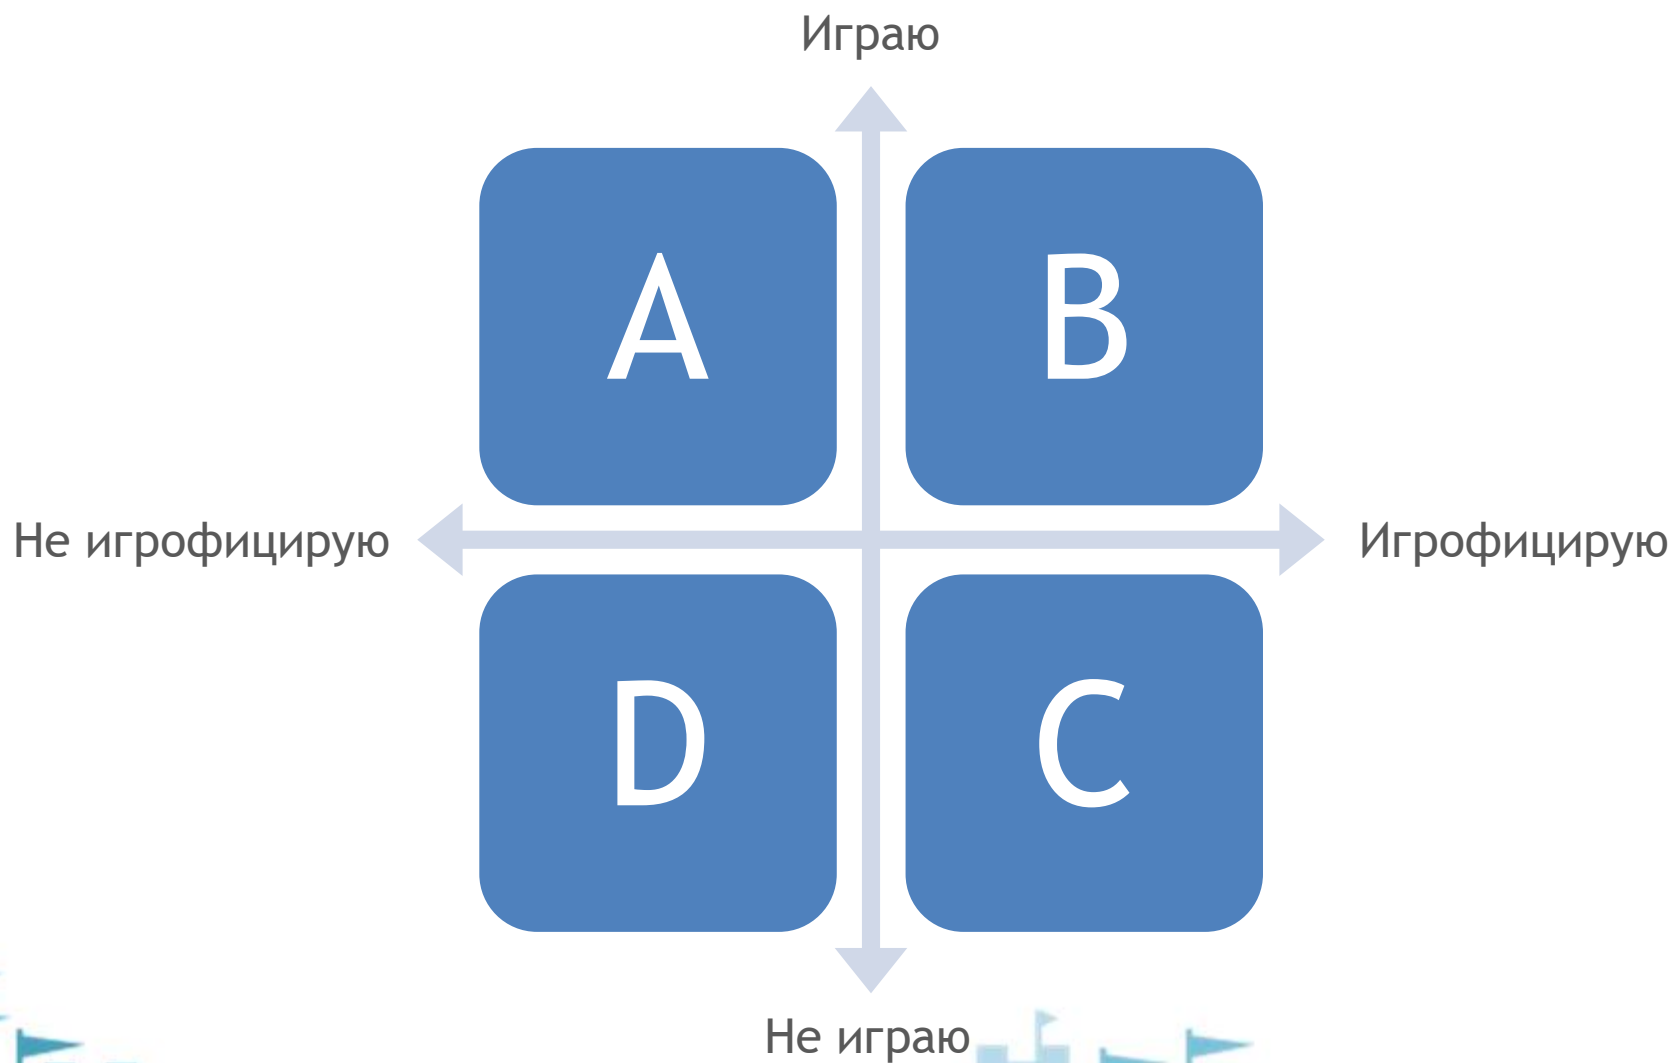 Играю
A
B
Не игрофицирую
Игрофицирую
D
C
Не играю